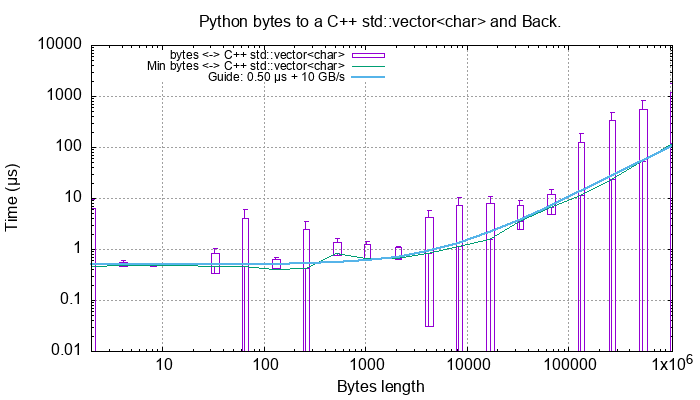 Python bytes to a C++ std::vector<char> and Back.
10000
1000
100
10
1
0.1
0.01
Time (µs)
bytes <-> C++ std::vector<char>
Min bytes <-> C++ std::vector<char>
Guide: 0.50 µs + 10 GB/s
10 100 1000 10000 100000 1x10⁶
Bytes length